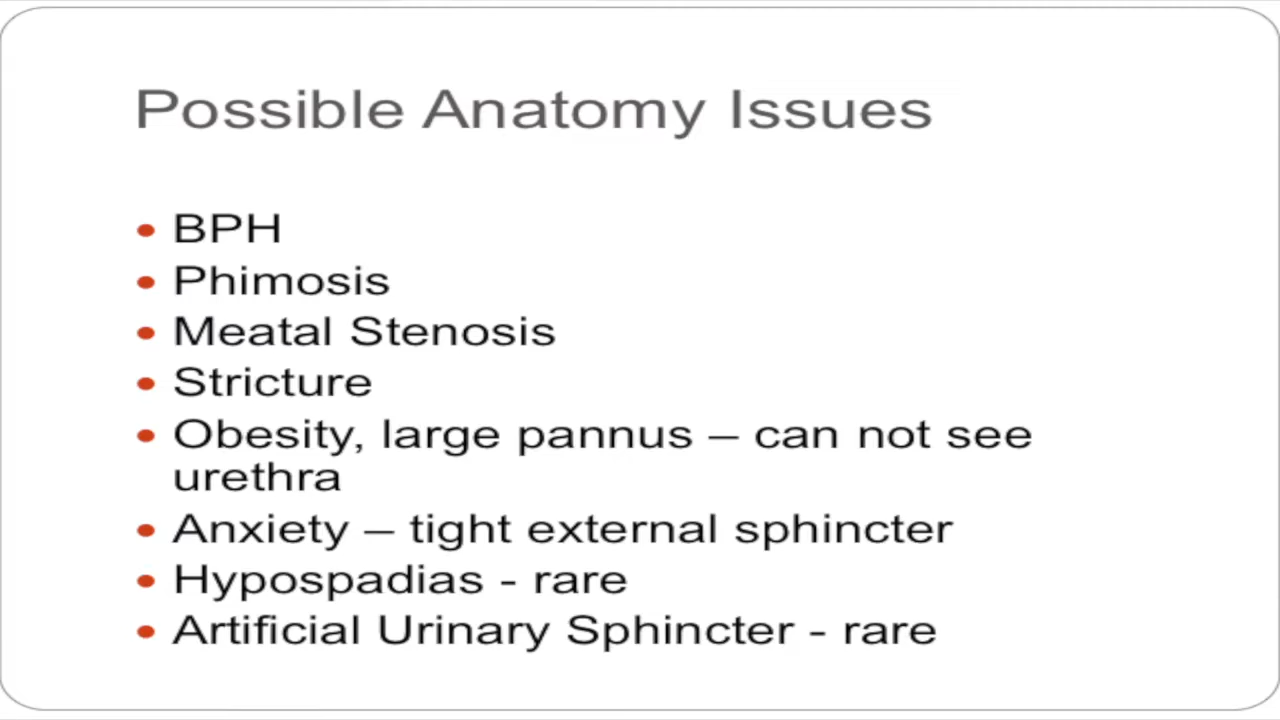 Possible Anatomy Issues
• BPH
• Phimosis
• Meatal Stenosis
• Stricture
• Obesity, large pannus – can not see
urethra
• Anxiety – tight external sphincter
• Hypospadias - rare
• Artificial Urinary Sphincter - rare